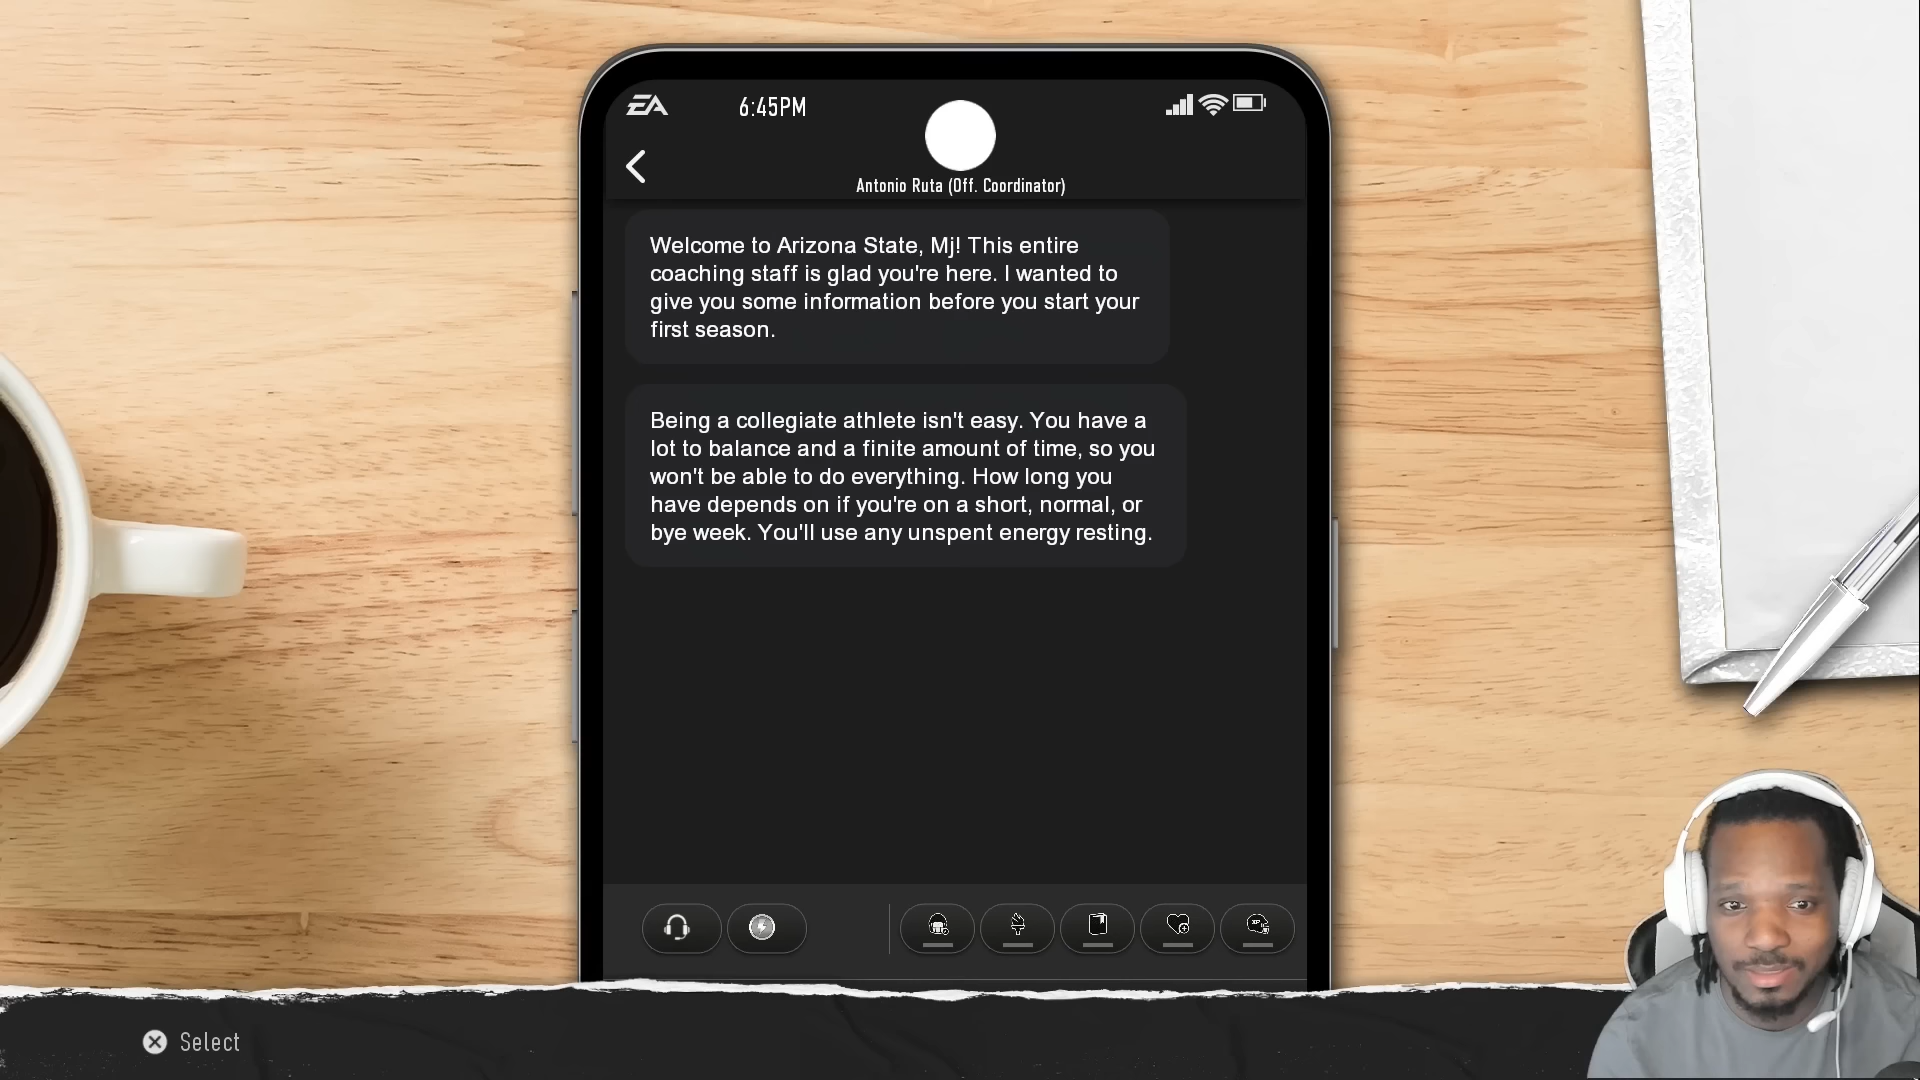 EA
6:45PM
Antonio Ruta (Off. Coordinator)
Welcome to Arizona State, Mj! This entire
coaching staff is glad you're here. I wanted to
give you some information before you start your
first season.
Being a collegiate athlete isn't easy. You have a
lot to balance and a finite amount of time, so you
won't be able to do everything. How long you
have depends on if you're on a short, normal, or
bye week. You'll use any unspent energy resting.
XP
Select